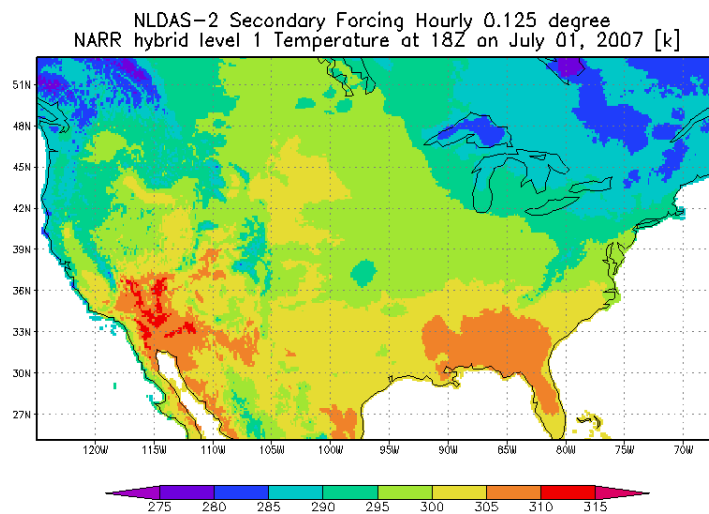 NLDAS-2 Secondary Forcing Hourly 0.125 degree
NARR hybrid level 1 Temperature at 18Z on July 01, 2007 [k]
51N
48N
45N
42N
39N
36N
33N
30N
27N
120W 115W 110W 105W 100W 95W 90W 85W 80W 75W 70W
275 280 285 290 295 300 305 310 315